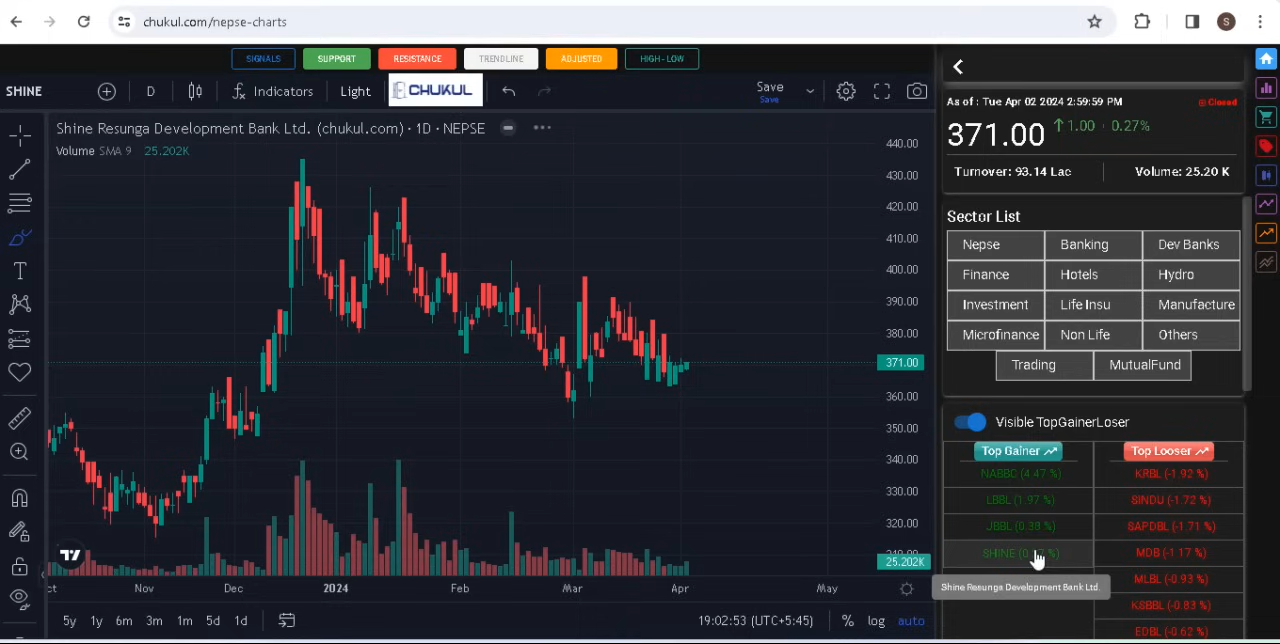 chukul.com/nepse-charts
S
SIGNALS
SUPPORT
RESISTANCE
TRENDLINE
ADJUSTED
HIGH-LOW
SHINE
D
Indicators
Light
CHUKUL
Save
Save
Shine Resunga Development Bank Ltd. (chukul.com) · 1D · NEPSE
Volume SMA 9 25.202K
440.00
430.00
420.00
410.00
400.00
390.00
380.00
371.00
360.00
350.00
340.00
330.00
320.00
25.202K
Nov
Dec
2024
Feb
Mar
Apr
May
5y 1y 6m 3m 1m 5d 1d
19:02:53 (UTC+5:45)
% log auto
As of : Tue Apr 02 2024 2:59:59 PM
Closed
371.00
1.00 · 0.27%
Turnover: 93.14 Lac
Volume: 25.20 K
Sector List
Nepse Banking Dev Banks
Finance Hotels Hydro
Investment Life Insu Manufacture
Microfinance Non Life Others
Trading MutualFund
Visible TopGainerLoser
Top Gainer Top Looser
NABBC (4.47 %) KRBL (-1.92 %)
LBBL (1.97 %) SINDU (-1.72 %)
JBBL (0.38 %) SAPDBL (-1.71 %)
SHINE MDB (-1.17 %)
Shine Resunga Development Bank Ltd.
MLBL (-0.93 %)
KSBBL (-0.83 %)
EDBL (-0.62 %)